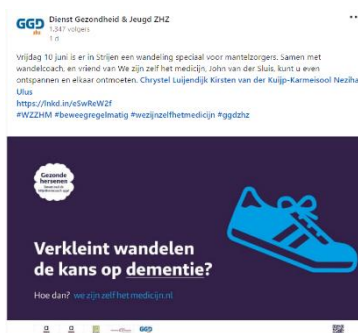 GGD
Dienst Gezondheid & Jeugd ZHZ
1.347 volgers
1 d
Vrijdag 10 juni is er in Strijen een wandeling speciaal voor mantelzorgers. Samen met
wandelcoach, en vriend van We zijn zelf het medicijn, John van der Sluis, kunt u even
ontspannen en elkaar ontmoeten. Chrystel Luijendijk Kirsten van der Kuijp-Karmeisool Neziha
Ulus
https://lnkd.in/eSwReW2f
#WZZHM #beweegregelmatig #wezijnzelfhetmedicijn #ggdzhz
Gezonde
hersenen
Verkleint wandelen
de kans op dementie?
Hoe dan? wezijnzelfhetmedicijn.nl
GGD